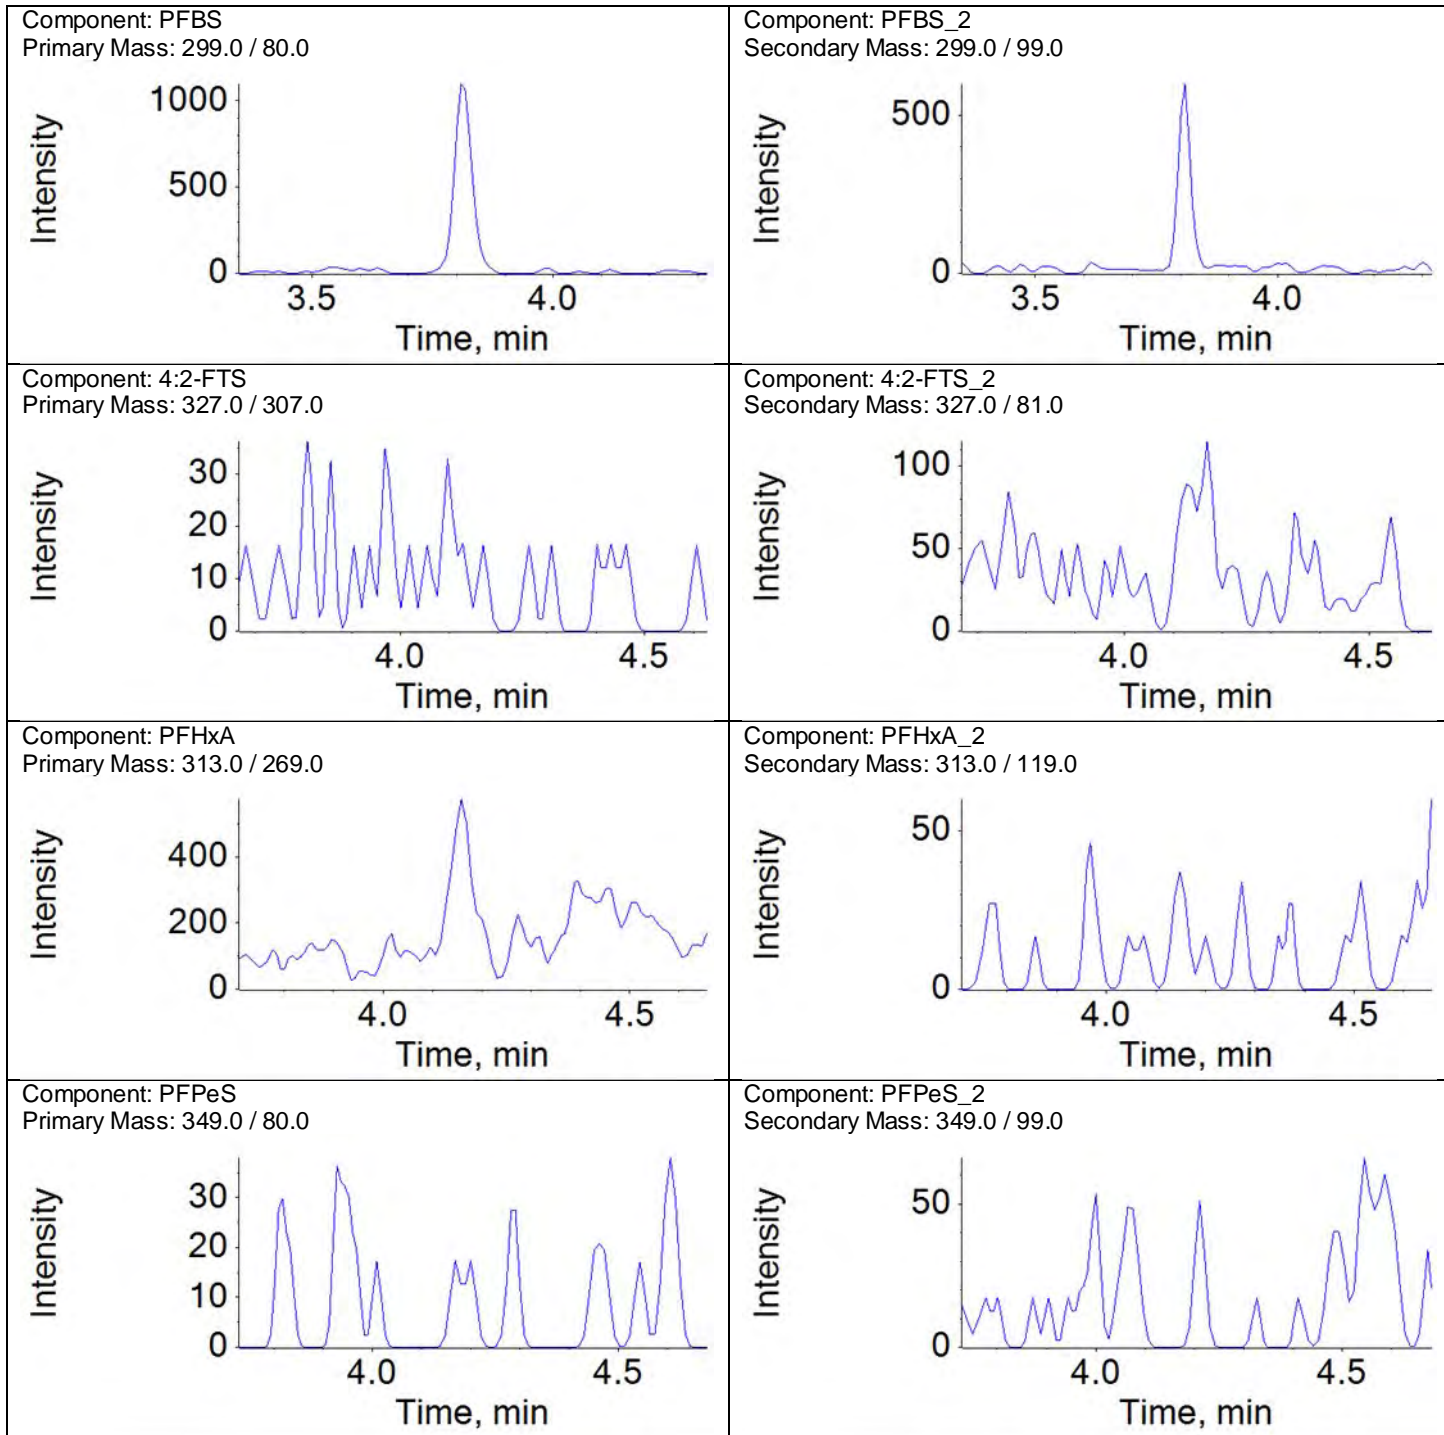 Component: PFBS
Primary Mass: 299.0 / 80.0
Intensity
1000
500
0
3.5
4.0
Time, min
Component: PFBS_2
Secondary Mass: 299.0 / 99.0
Intensity
500
0
3.5
4.0
Time, min
Component: 4:2-FTS
Primary Mass: 327.0 / 307.0
Intensity
30
20
10
0
4.0
4.5
Time, min
Component: 4:2-FTS_2
Secondary Mass: 327.0 / 81.0
Intensity
100
50
0
4.0
4.5
Time, min
Component: PFHxA
Primary Mass: 313.0 / 269.0
Intensity
400
200
0
4.0
4.5
Time, min
Component: PFHxA_2
Secondary Mass: 313.0 / 119.0
Intensity
50
0
4.0
4.5
Time, min
Component: PFPeS
Primary Mass: 349.0 / 80.0
Intensity
30
20
10
0
4.0
4.5
Time, min
Component: PFPeS_2
Secondary Mass: 349.0 / 99.0
Intensity
50
0
4.0
4.5
Time, min